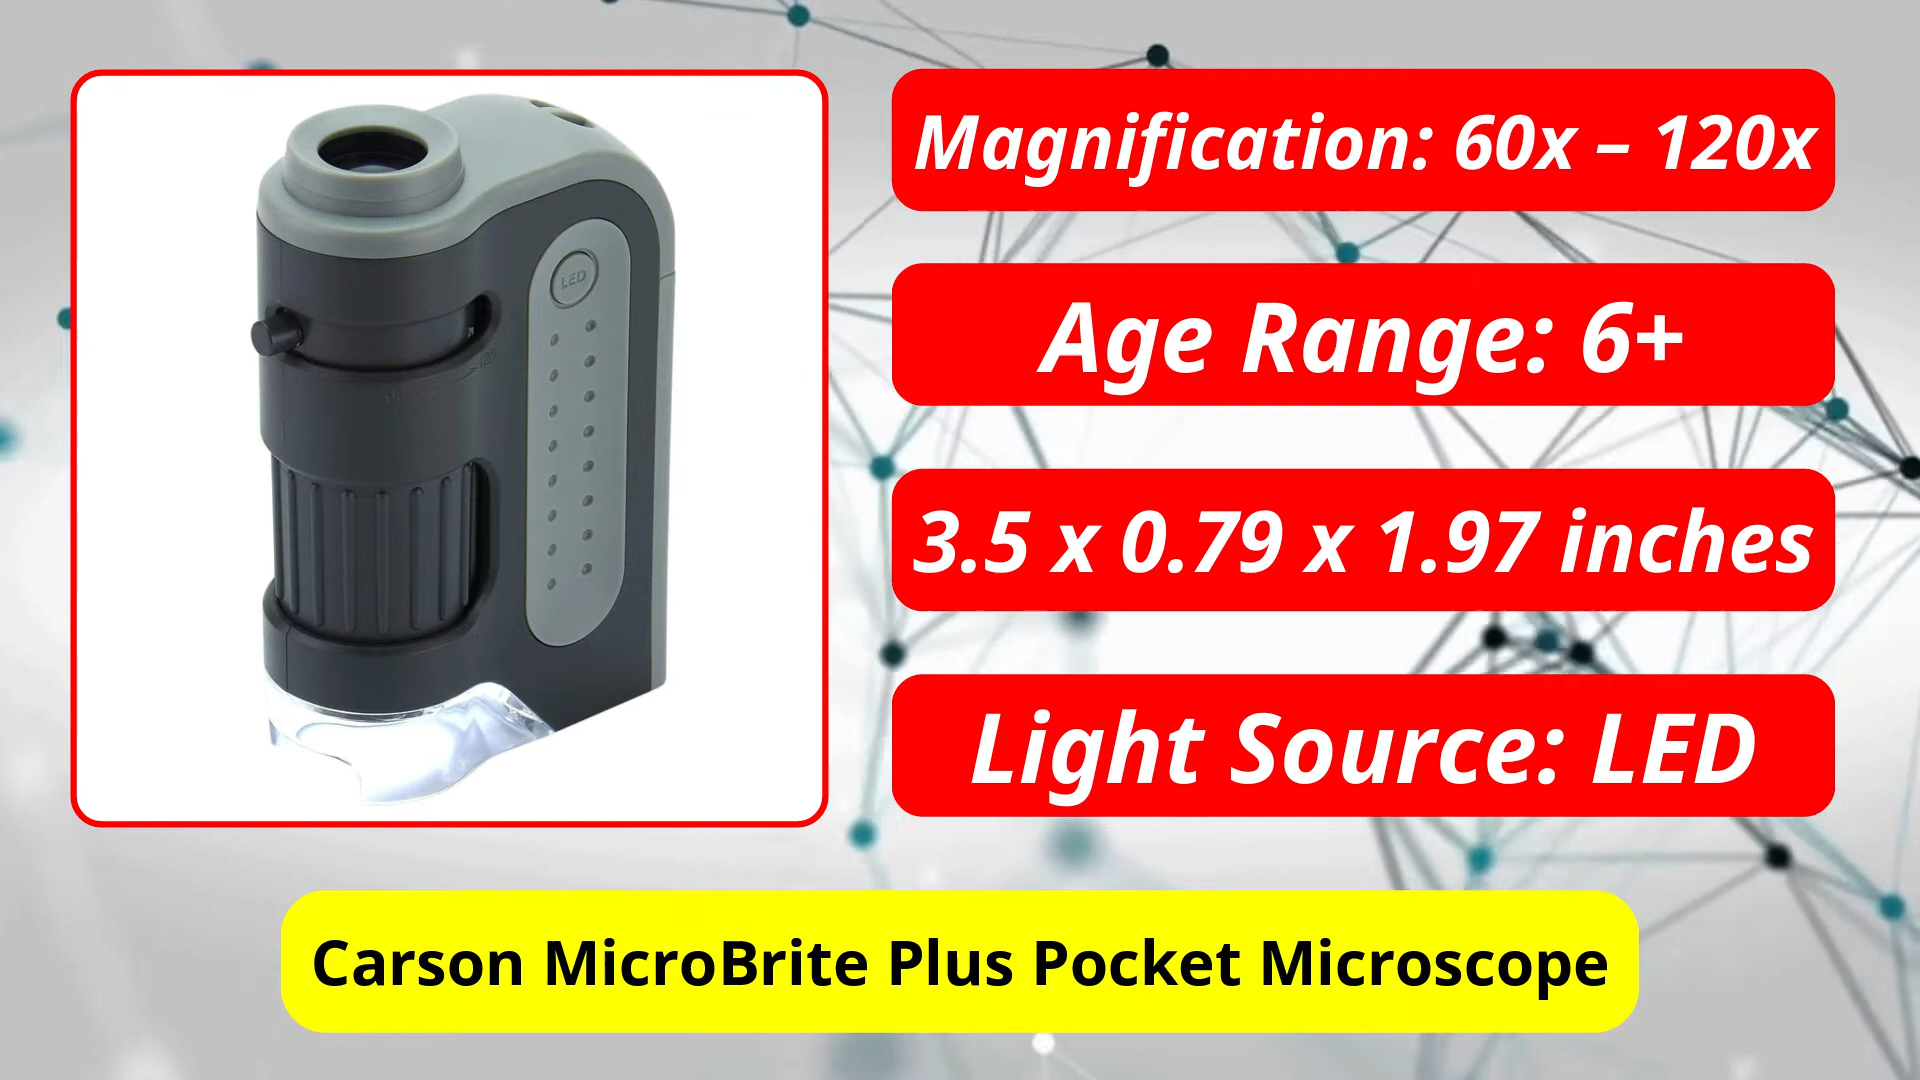 Magnification: 60x – 120x
LED
Age Range: 6+
3.5 x 0.79 x 1.97 inches
Light Source: LED
Carson MicroBrite Plus Pocket Microscope